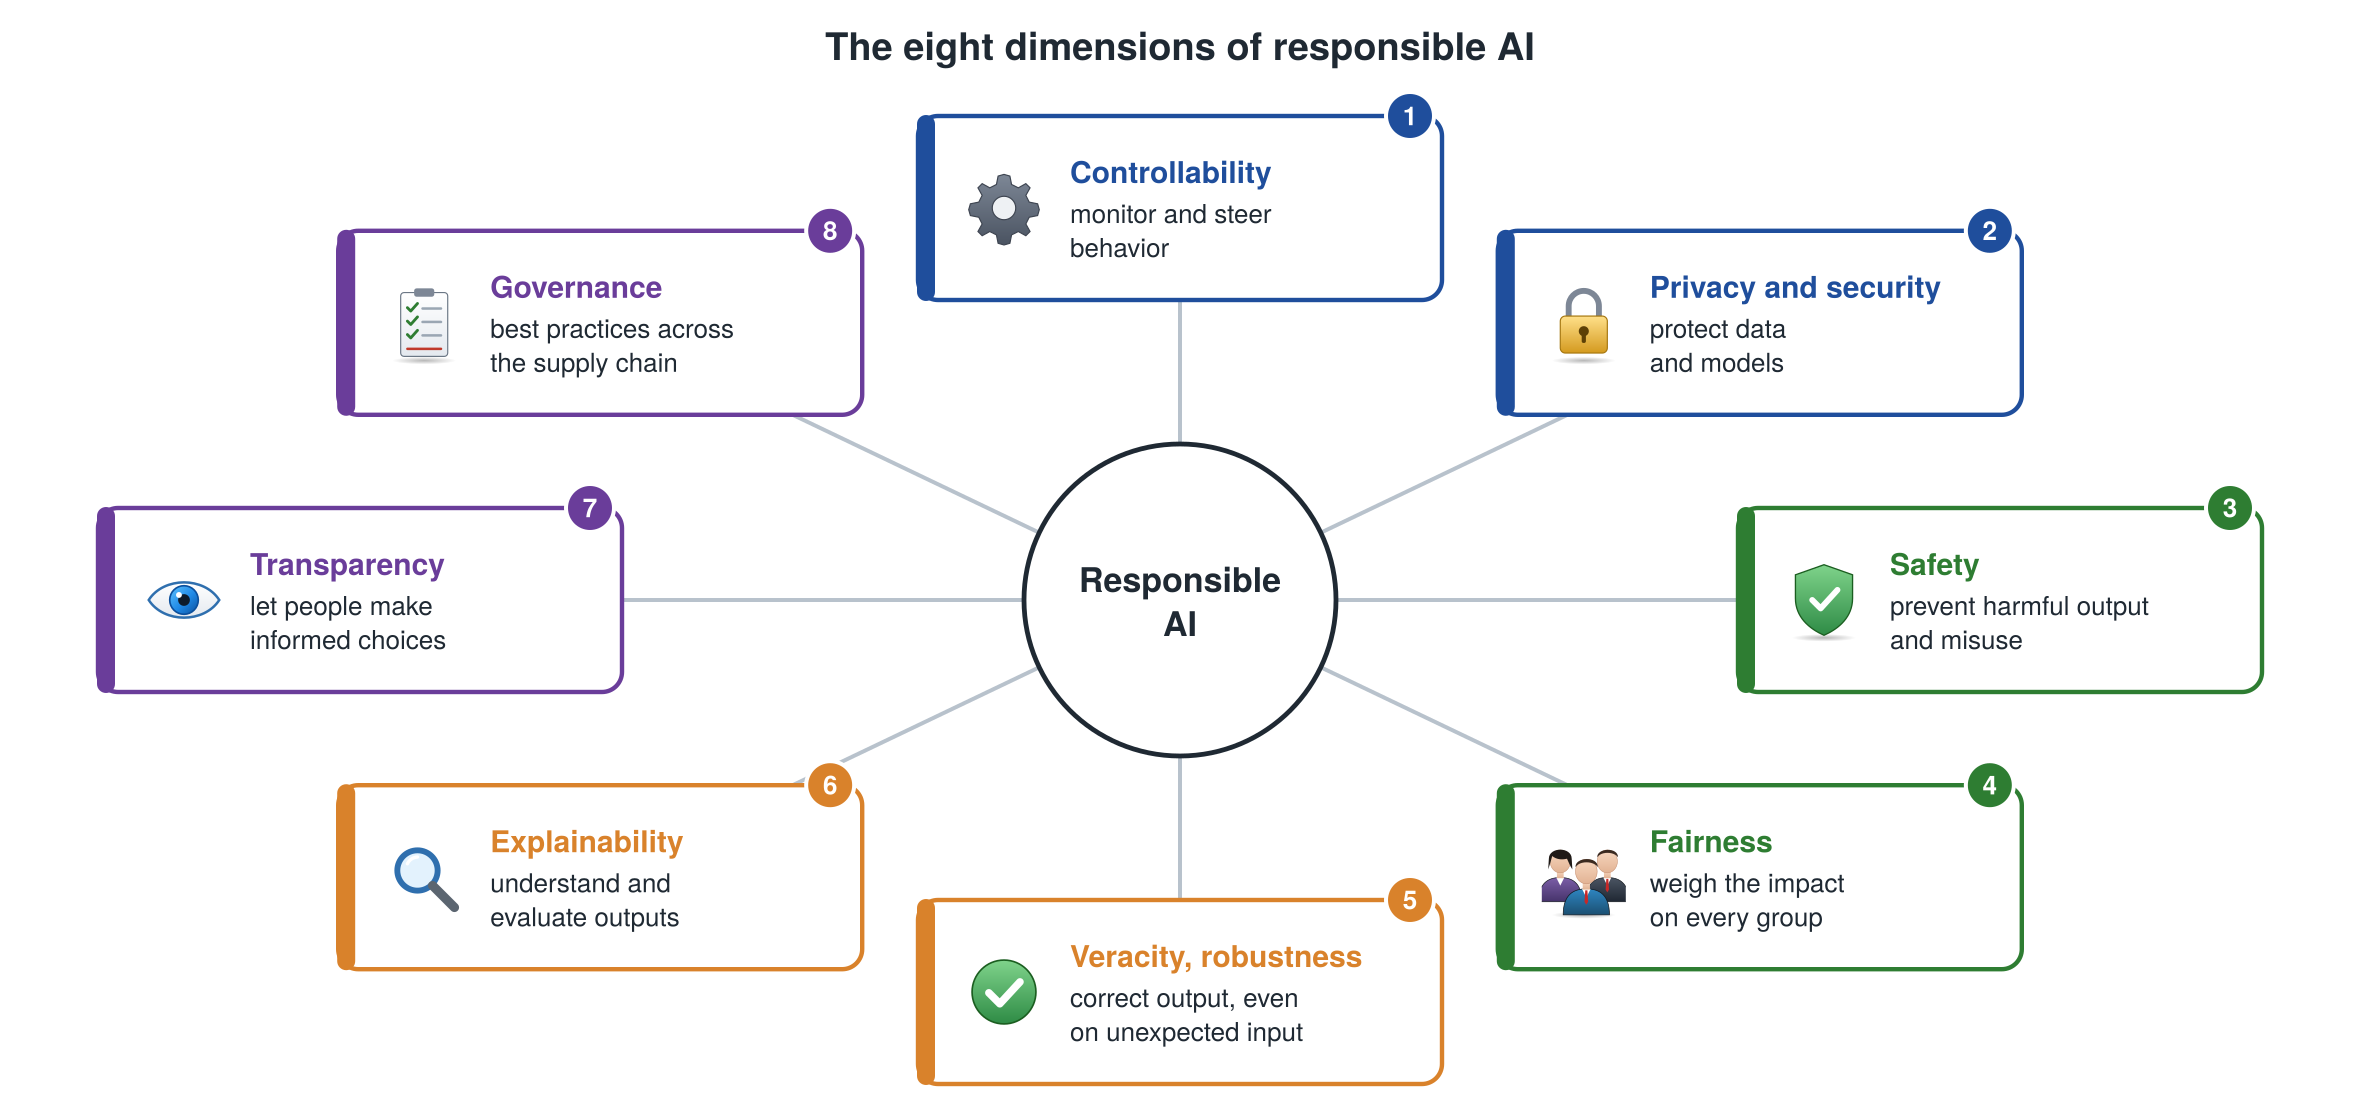 The eight dimensions of responsible AI
1
Controllability
monitor and steer
behavior
2
Privacy and security
protect data
and models
3
Safety
prevent harmful output
and misuse
4
Fairness
weigh the impact
on every group
5
Veracity, robustness
correct output, even
on unexpected input
6
Explainability
understand and
evaluate outputs
7
Transparency
let people make
informed choices
8
Governance
best practices across
the supply chain
Responsible
AI